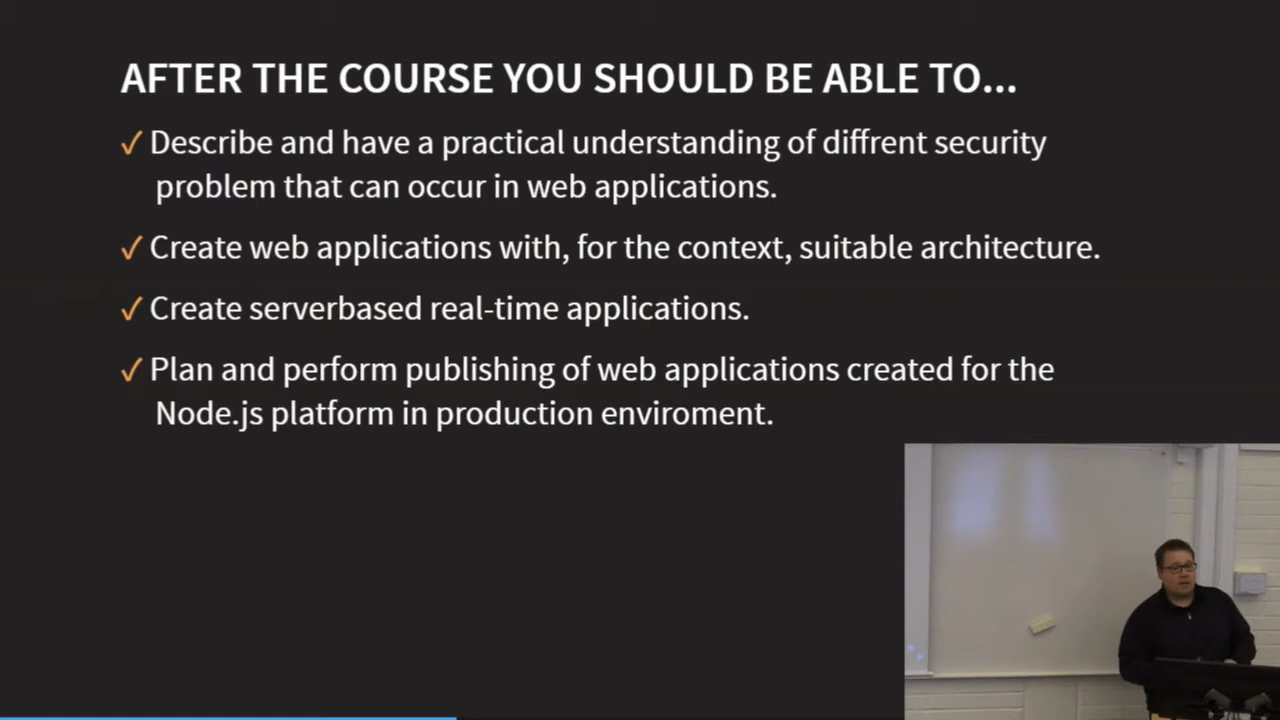 AFTER THE COURSE YOU SHOULD BE ABLE TO...
✓ Describe and have a practical understanding of diffrent security
problem that can occur in web applications.
✓ Create web applications with, for the context, suitable architecture.
✓ Create serverbased real-time applications.
✓ Plan and perform publishing of web applications created for the
Node.js platform in production enviroment.